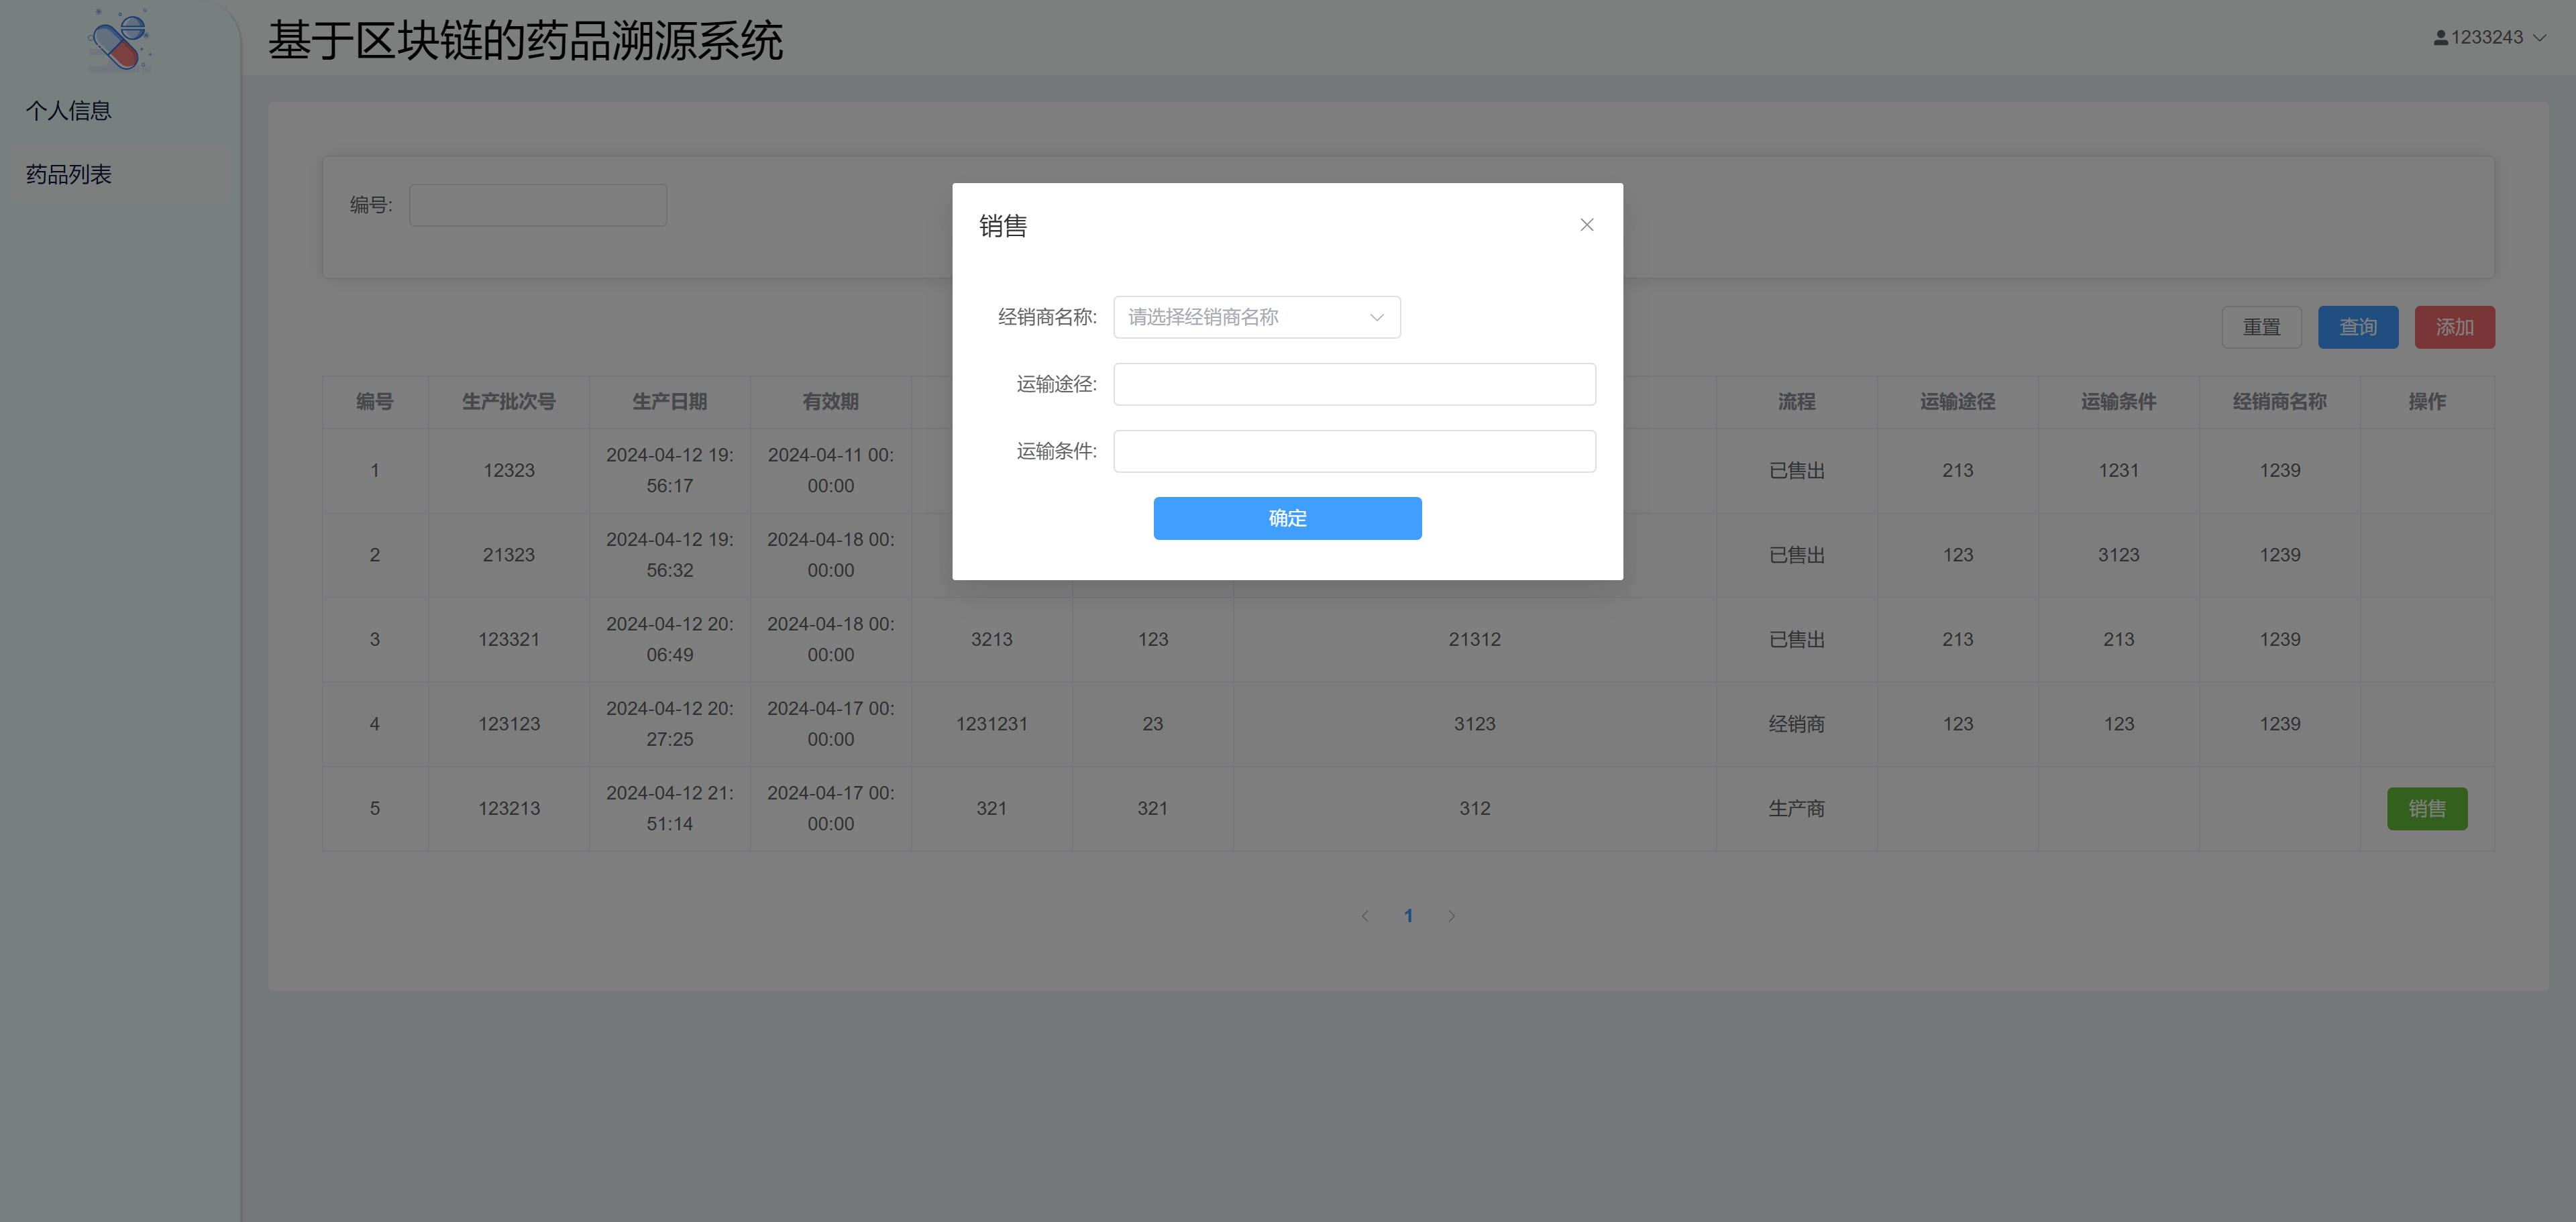 基于区块链的药品溯源系统
1233243
个人信息
药品列表
编号:
销售
经销商名称: 请选择经销商名称
运输途径:
运输条件:
确定
重置 查询 添加
编号 生产批次号 生产日期 有效期 流程 运输途径 运输条件 经销商名称 操作
1 12323 2024-04-12 19:56:17 2024-04-11 00:00:00 已售出 213 1231 1239
2 21323 2024-04-12 19:56:32 2024-04-18 00:00:00 已售出 123 3123 1239
3 123321 2024-04-12 20:06:49 2024-04-18 00:00:00 3213 123 21312 已售出 213 213 1239
4 123123 2024-04-12 20:27:25 2024-04-17 00:00:00 1231231 23 3123 经销商 123 123 1239
5 123213 2024-04-12 21:51:14 2024-04-17 00:00:00 321 321 312 生产商 销售
1